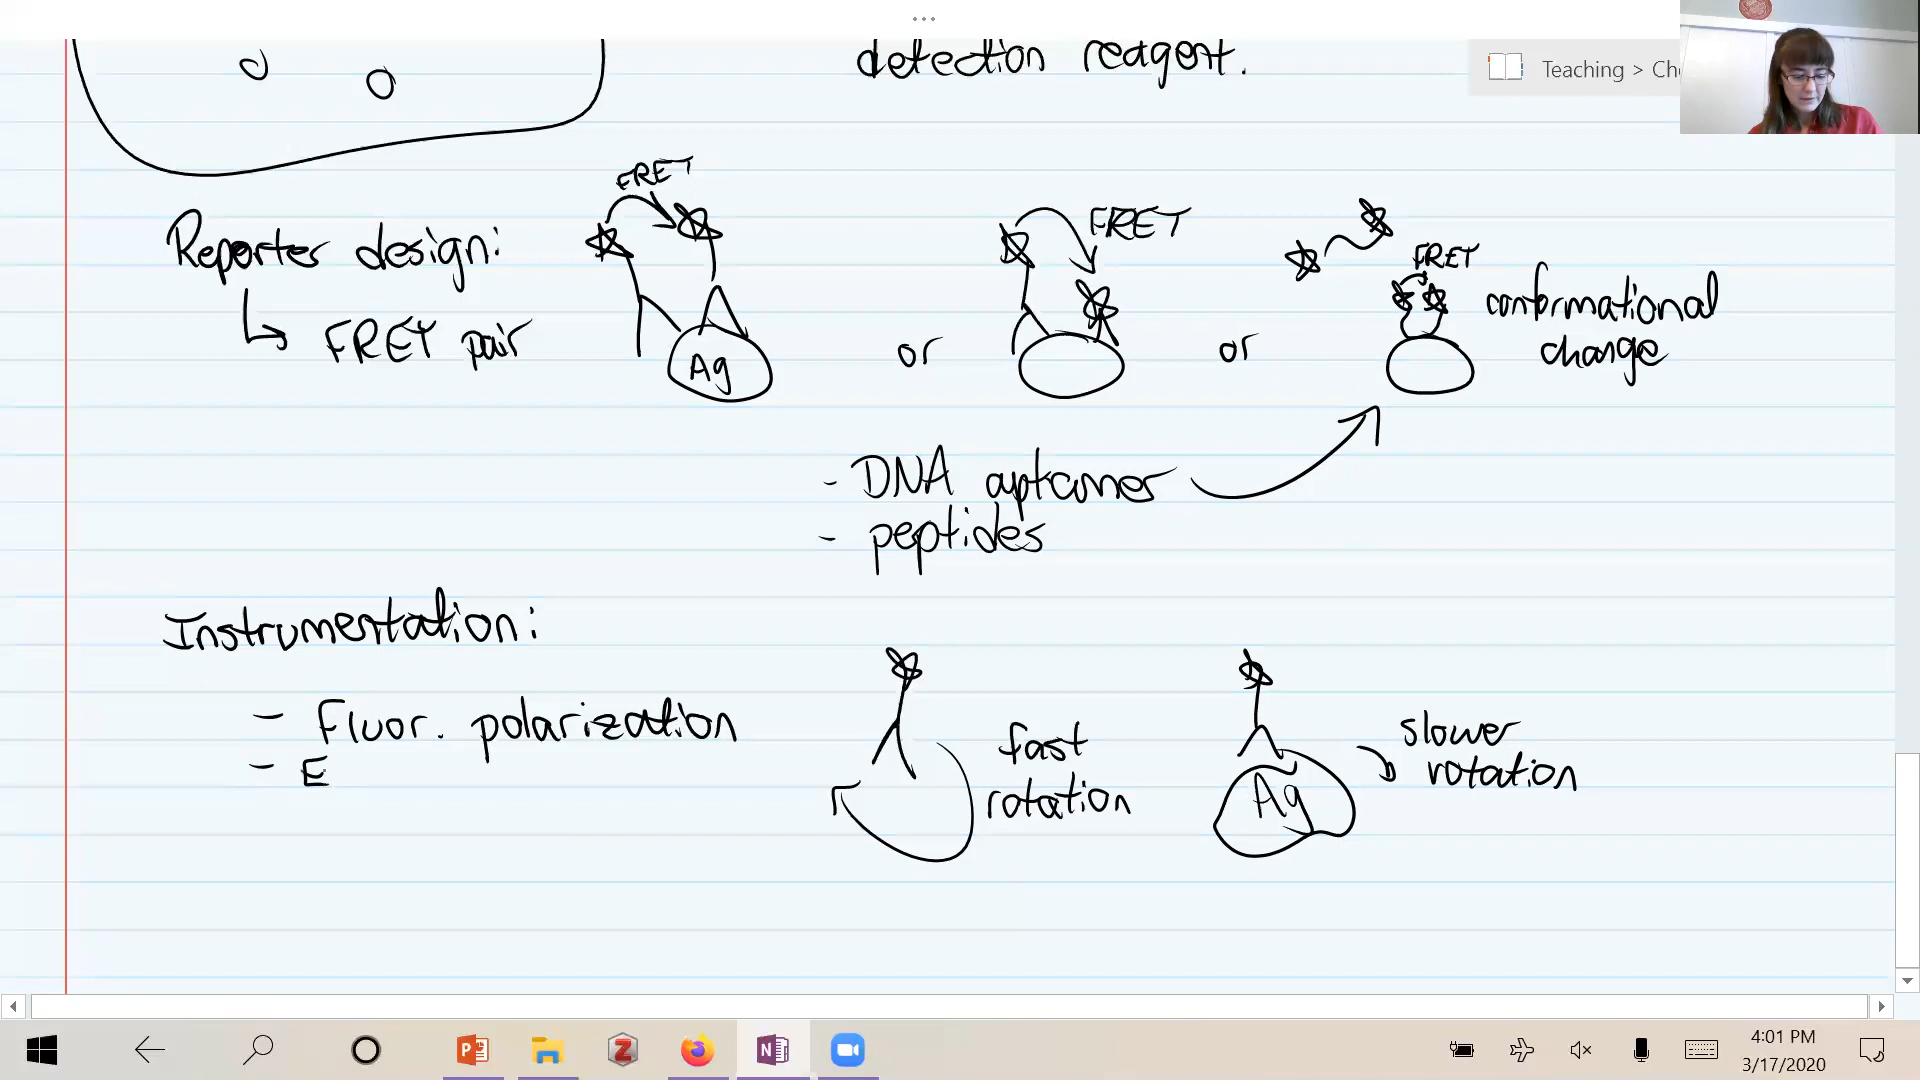 detection reagent.
Teaching > Ch
FRET
Reporter design:
FRET
FRET
conformational
change
FRET pair
Ag
or
or
- DNA aptamer
- peptides
Instrumentation:
- Fluor. polarization
- E
fast
rotation
Ag
slower
rotation
4:01 PM
3/17/2020